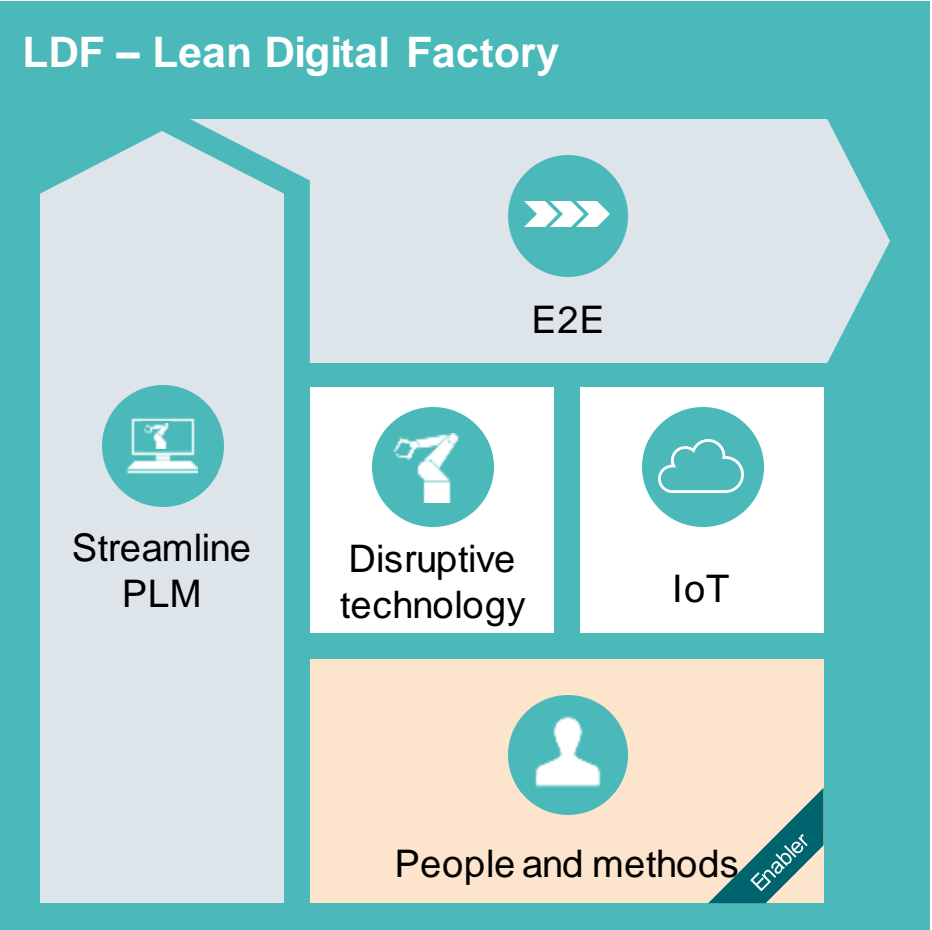 LDF – Lean Digital Factory
E2E
Streamline
PLM
Disruptive
technology
IoT
People and methods
Enabler